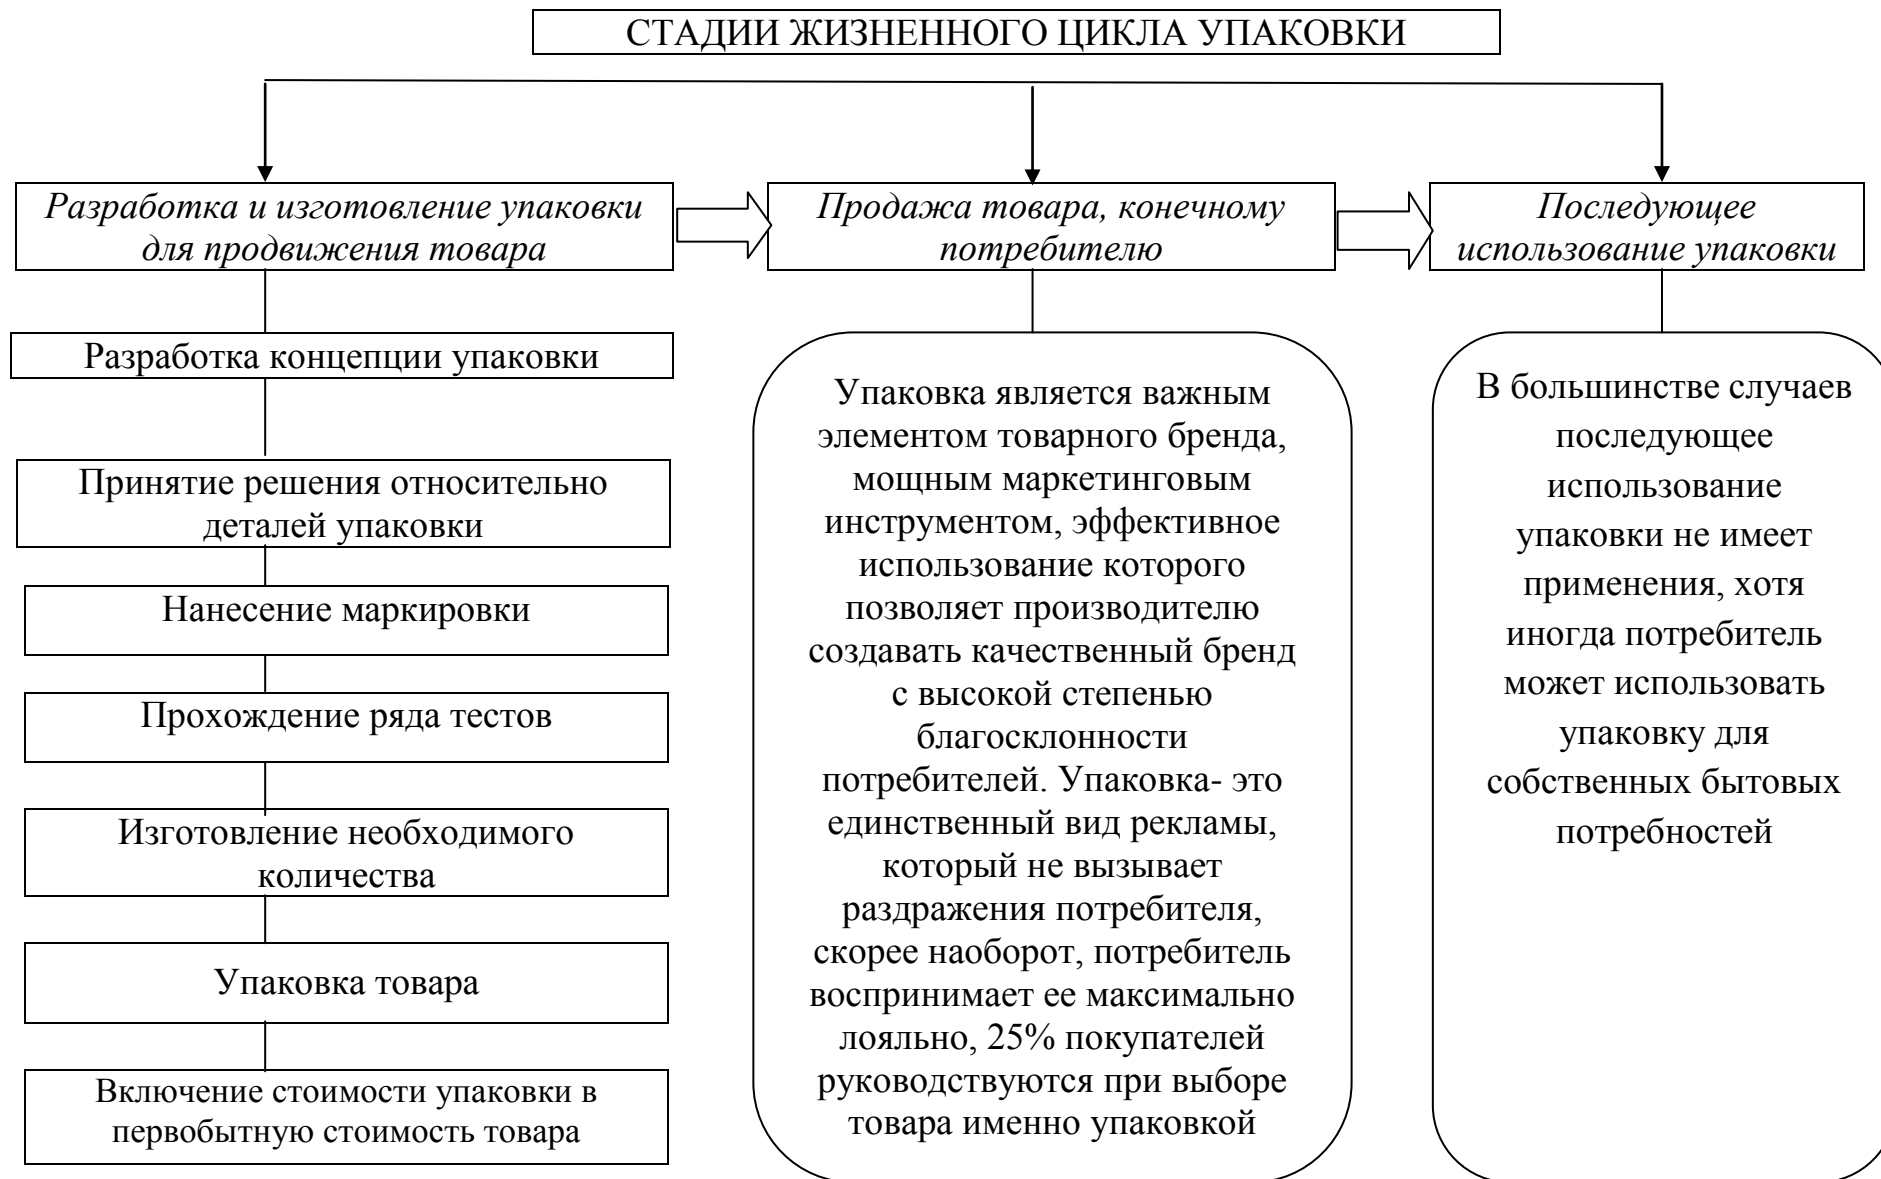 СТАДИИ ЖИЗНЕННОГО ЦИКЛА УПАКОВКИ
Разработка и изготовление упаковки
для продвижения товара
Продажа товара, конечному
потребителю
Последующее
использование упаковки
Разработка концепции упаковки
Принятие решения относительно
деталей упаковки
Нанесение маркировки
Прохождение ряда тестов
Изготовление необходимого
количества
Упаковка товара
Включение стоимости упаковки в
первобытную стоимость товара
Упаковка является важным
элементом товарного бренда,
мощным маркетинговым
инструментом, эффективное
использование которого
позволяет производителю
создавать качественный бренд
с высокой степенью
благосклонности
потребителей. Упаковка- это
единственный вид рекламы,
который не вызывает
раздражения потребителя,
скорее наоборот, потребитель
воспринимает ее максимально
лояльно, 25% покупателей
руководствуются при выборе
товара именно упаковкой
В большинстве случаев
последующее
использование
упаковки не имеет
применения, хотя
иногда потребитель
может использовать
упаковку для
собственных бытовых
потребностей